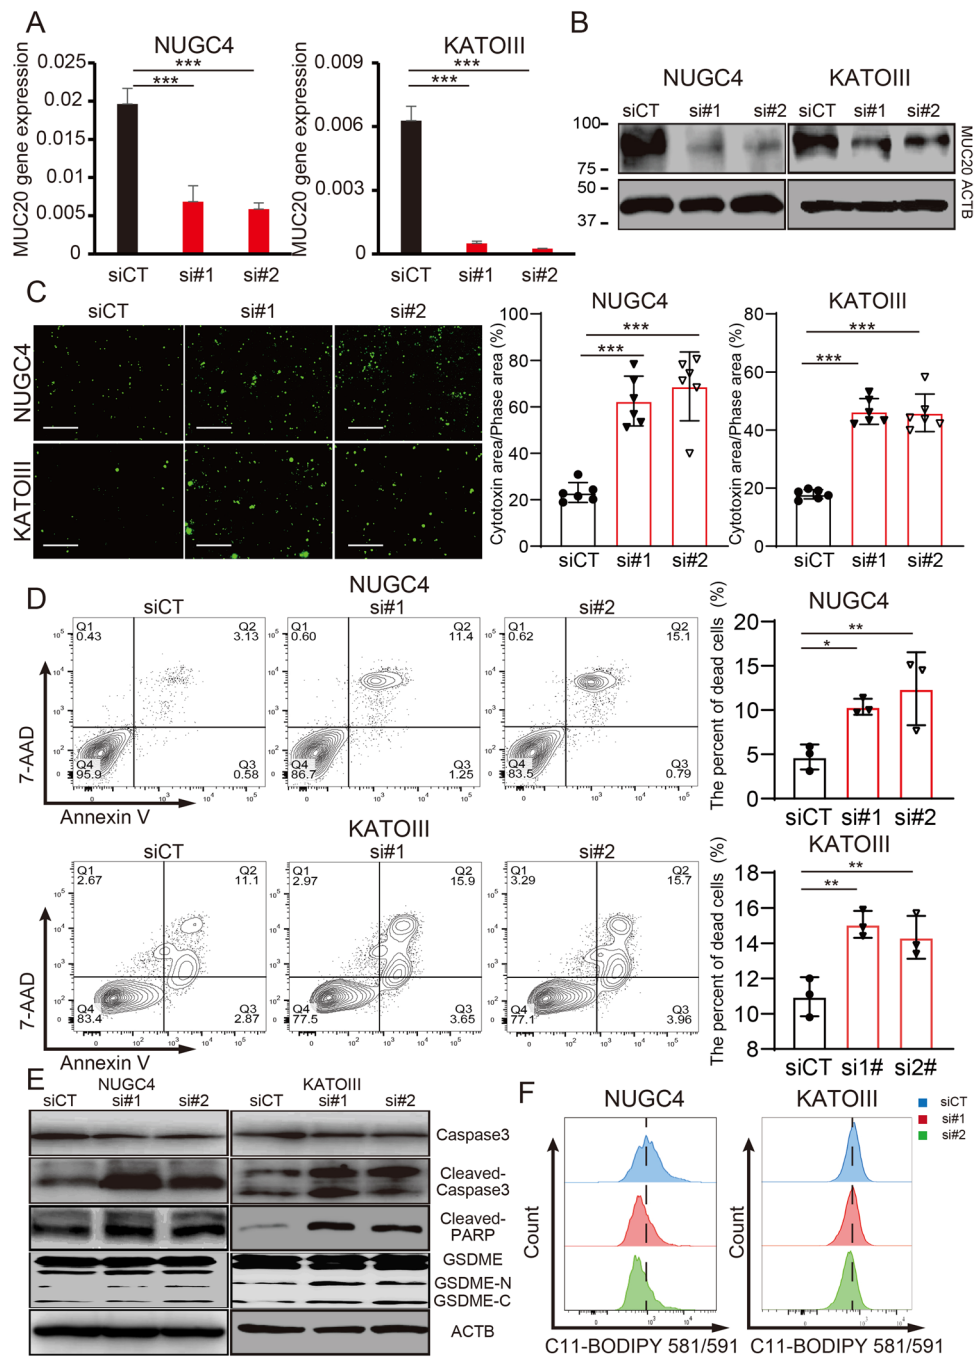 A
NUGC4
KATOIII
MUC20 gene expression
0.025
0.02
0.015
0.01
0.005
0
***
***
siCT si#1 si#2
MUC20 gene expression
0.009
0.006
0.003
0
***
***
siCT si#1 si#2
B
NUGC4 KATOIII
siCT si#1 si#2 siCT si#1 si#2
100
75
50
37
MUC20 ACTB
C
siCT si#1 si#2
NUGC4
KATOIII
NUGC4
Cytotoxin area/Phase area (%)
100
80
60
40
20
0
***
***
siCT si#1 si#2
KATOIII
Cytotoxin area/Phase area (%)
80
60
40
20
0
***
***
siCT si#1 si#2
D
NUGC4
siCT si#1 si#2
Q1
0.43
Q2
3.13
Q4
95.9
Q3
0.58
Q1
0.60
Q2
11.4
Q4
86.7
Q3
1.25
Q1
0.62
Q2
15.1
Q4
83.5
Q3
0.79
7-AAD
Annexin V
NUGC4
The percent of dead cells (%)
20
15
10
5
0
**
*
siCT si#1 si#2
KATOIII
siCT si#1 si#2
Q1
2.67
Q2
11.1
Q4
83.4
Q3
2.87
Q1
2.97
Q2
15.9
Q4
77.5
Q3
3.65
Q1
3.29
Q2
15.7
Q4
77.1
Q3
3.96
7-AAD
Annexin V
KATOIII
The percent of dead cells (%)
18
16
14
12
10
8
**
**
siCT si1# si2#
E
NUGC4 KATOIII
siCT si#1 si#2 siCT si#1 si#2
Caspase3
Cleaved-
Caspase3
Cleaved-
PARP
GSDME
GSDME-N
GSDME-C
ACTB
F
NUGC4 KATOIII
siCT
si#1
si#2
Count
Count
C11-BODIPY 581/591 C11-BODIPY 581/591